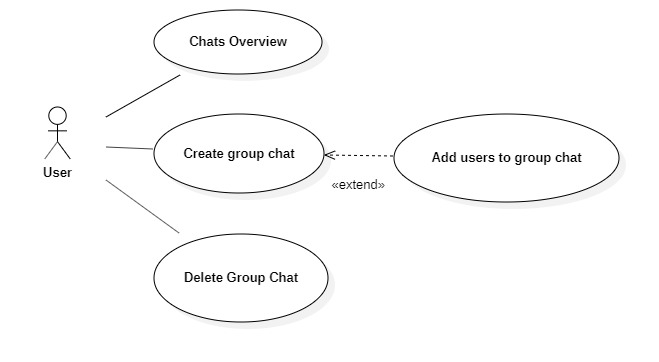 Chats Overview
Create group chat
Add users to group chat
User
«extend»
Delete Group Chat